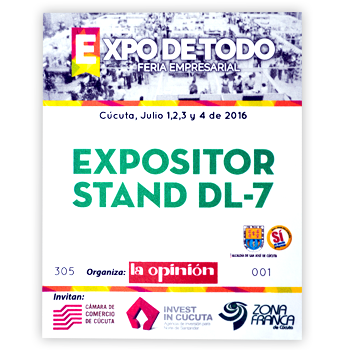 EXPO DE TODO
FERIA EMPRESARIAL
Cúcuta, Julio 1,2,3 y 4 de 2016
EXPOSITOR
STAND DL-7
SÍ
ALCALDÍA DE SAN JOSÉ DE CÚCUTA
305 Organiza: la opinión 001
Invitan:
CÁMARA DE
COMERCIO
DE CÚCUTA
INVEST
IN CUCUTA
ZONA
FRANCA
de Cúcuta